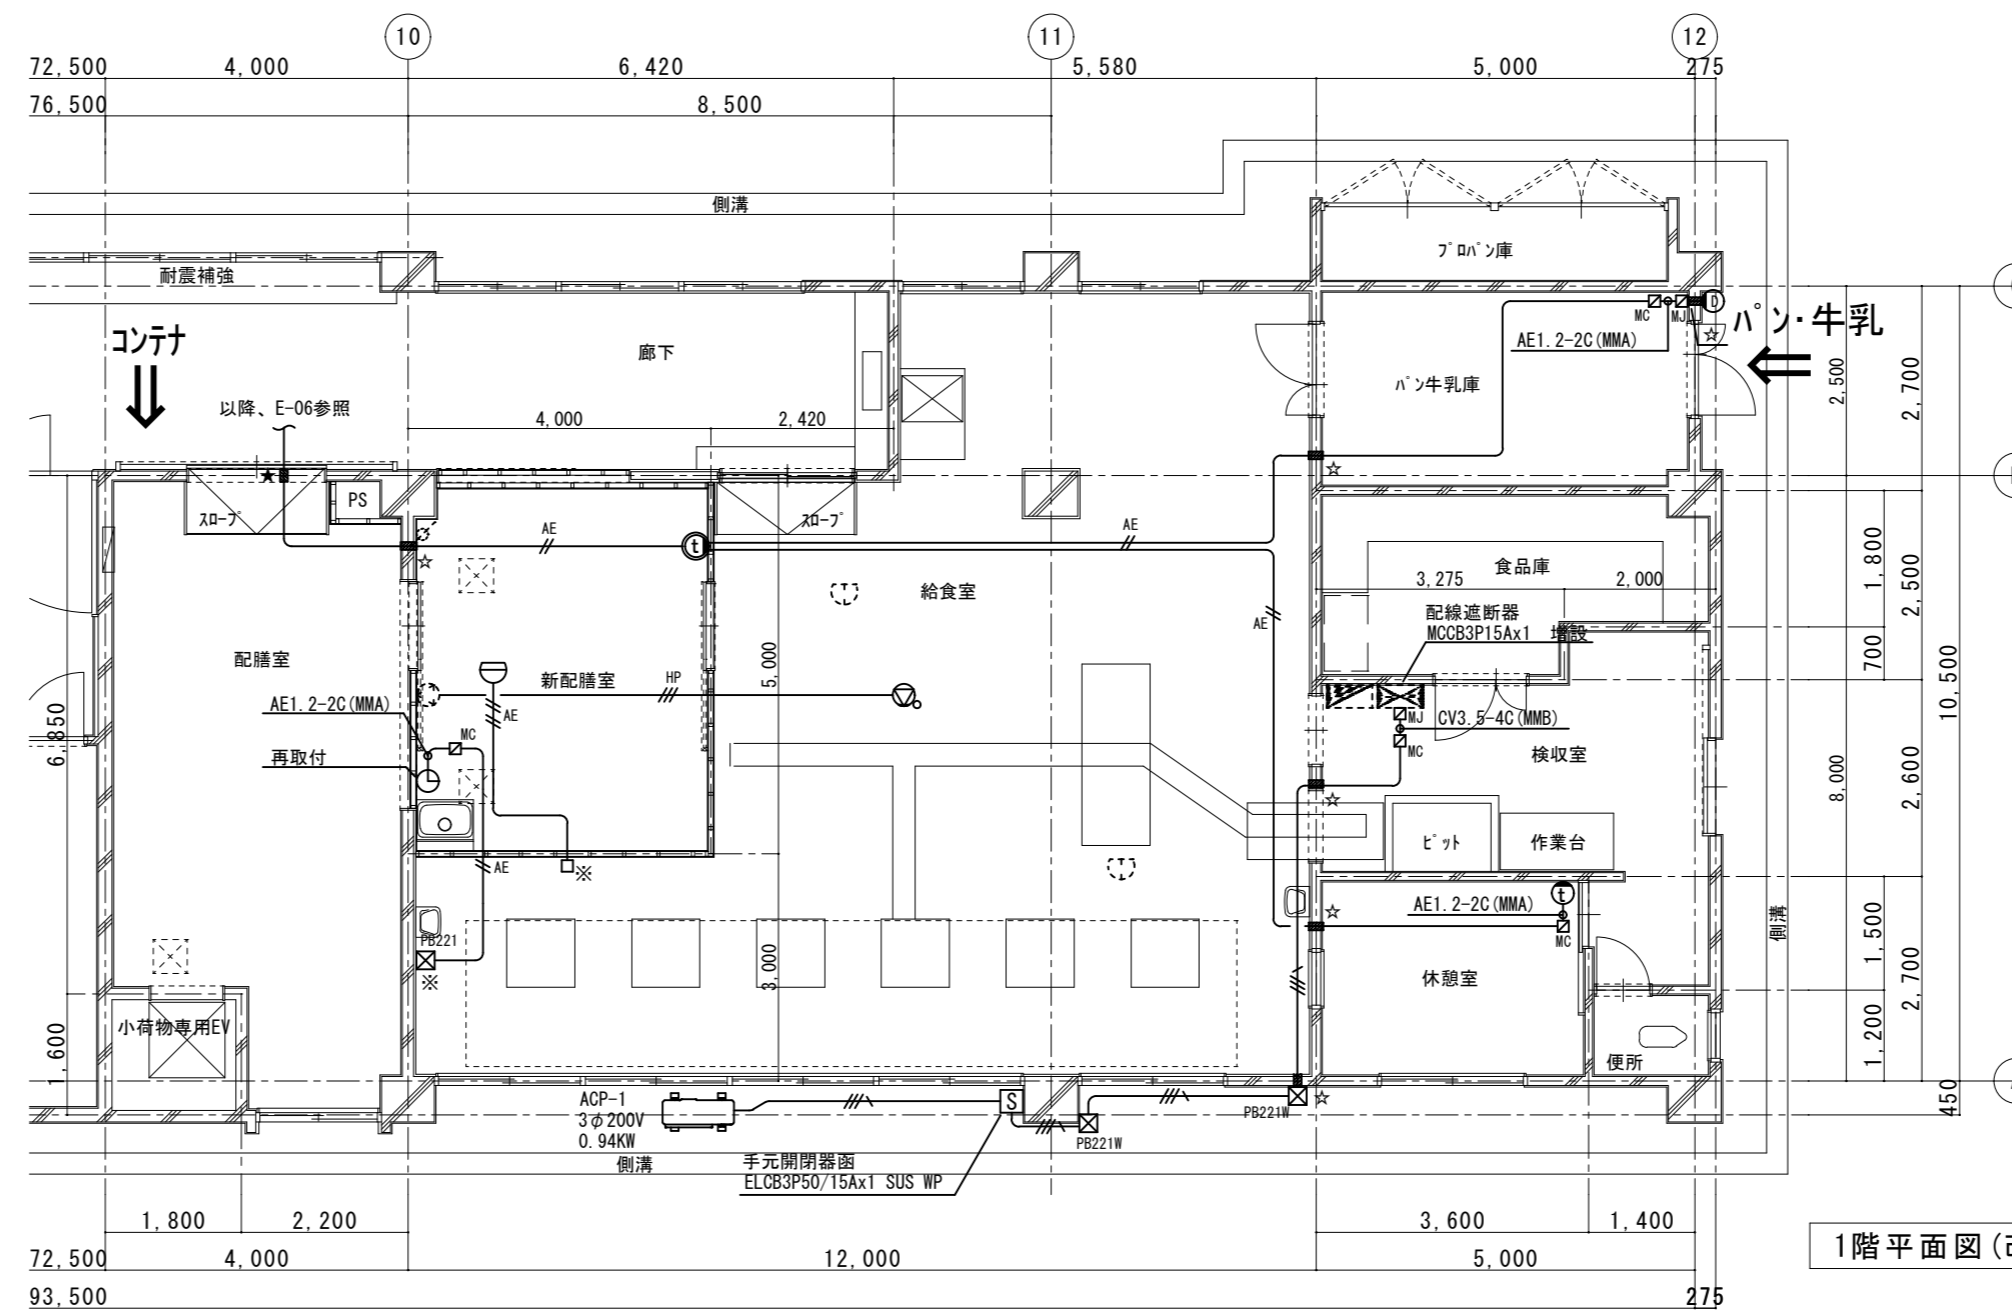 10
11
12
72,500
4,000
6,420
5,580
5,000
275
76,500
8,500
側溝
プロパン庫
耐震補強
コンテナ
廊下
MC
MJ
☆
パン・牛乳
AE1.2-2C(MMA)
パン牛乳庫
2,500
2,700
以降、E-06参照
4,000
2,420
★
PS
スロープ
スロープ
☆
AE
AE
t
☆
給食室
食品庫
3,275
2,000
1,800
2,500
配線遮断器
MCCB3P15Ax1 増設
AE
配膳室
新配膳室
HP
5,000
700
10,500
AE1.2-2C(MMA)
AE
MC
MJ
CV3.5-4C(MMB)
MC
検収室
再取付
6,850
2,600
8,000
☆
ピット
作業台
AE
※
t
AE1.2-2C(MMA)
☆
MC
PB221
※
3,000
休憩室
側溝
1,500
2,700
小荷物専用EV
1,600
便所
1,200
450
ACP-1
3φ200V
0.94KW
S
PB221W
PB221W
☆
側溝
手元開閉器函
ELCB3P50/15Ax1 SUS WP
1,800
2,200
3,600
1,400
72,500
4,000
12,000
5,000
1階平面図(
93,500
275
D